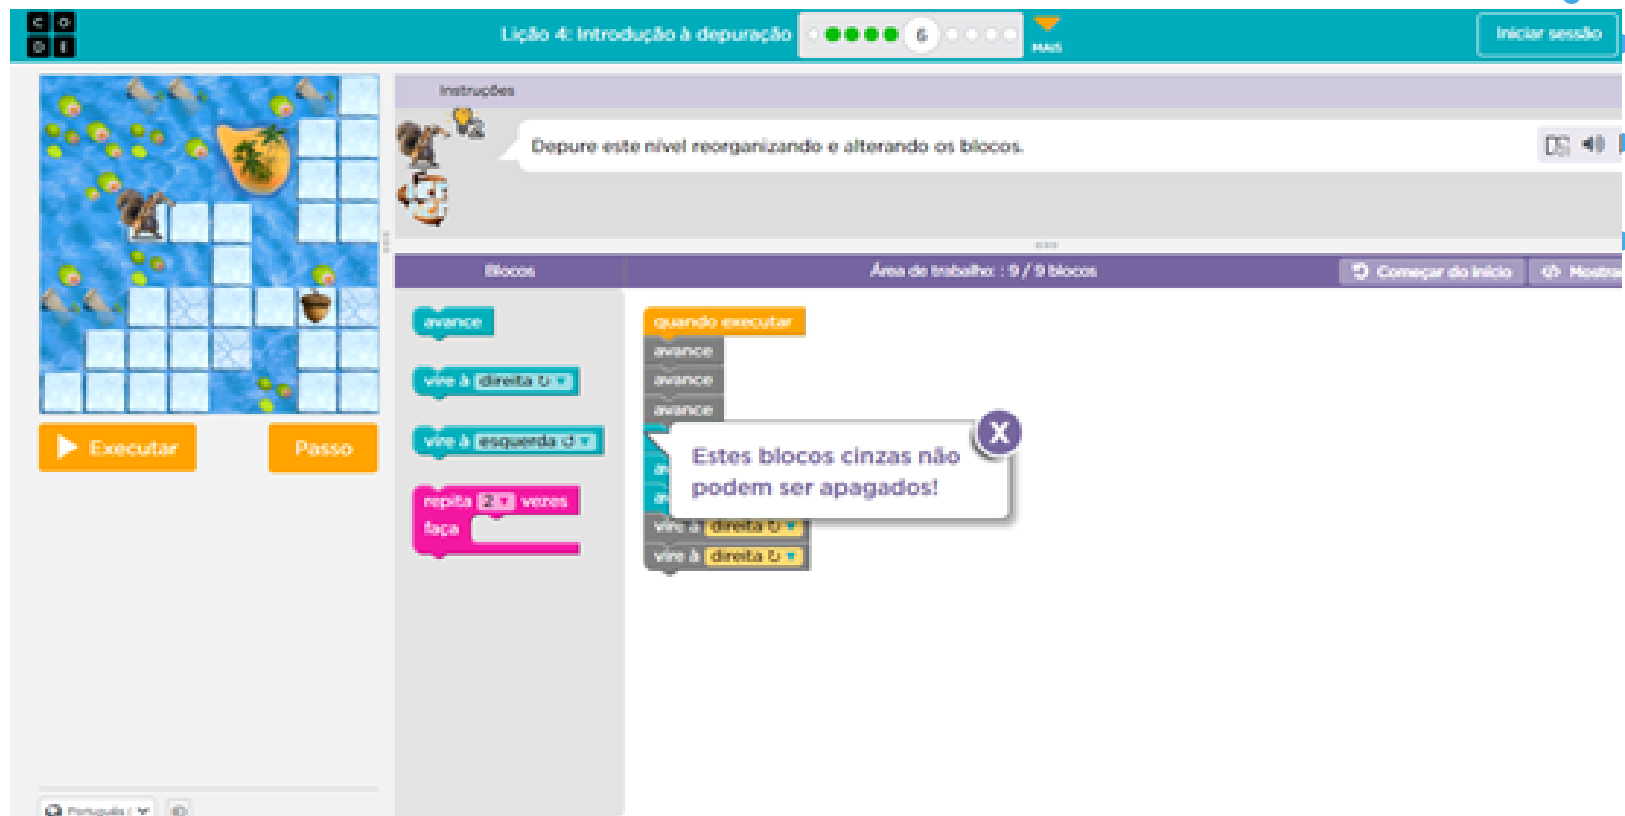 C O
D E
Lição 4: Introdução à depuração
6
MAIS
Iniciar sessão
Instruções
Depure este nível reorganizando e alterando os blocos.
Blocos
Área de trabalho: : 9 / 9 blocos
Começar do início
Mostra
avance
vire à direita
vire à esquerda
repita 2 vezes
faça
quando executar
avance
avance
avance
Estes blocos cinzas não
podem ser apagados!
X
vire à direita
vire à direita
Executar
Passo
Português (